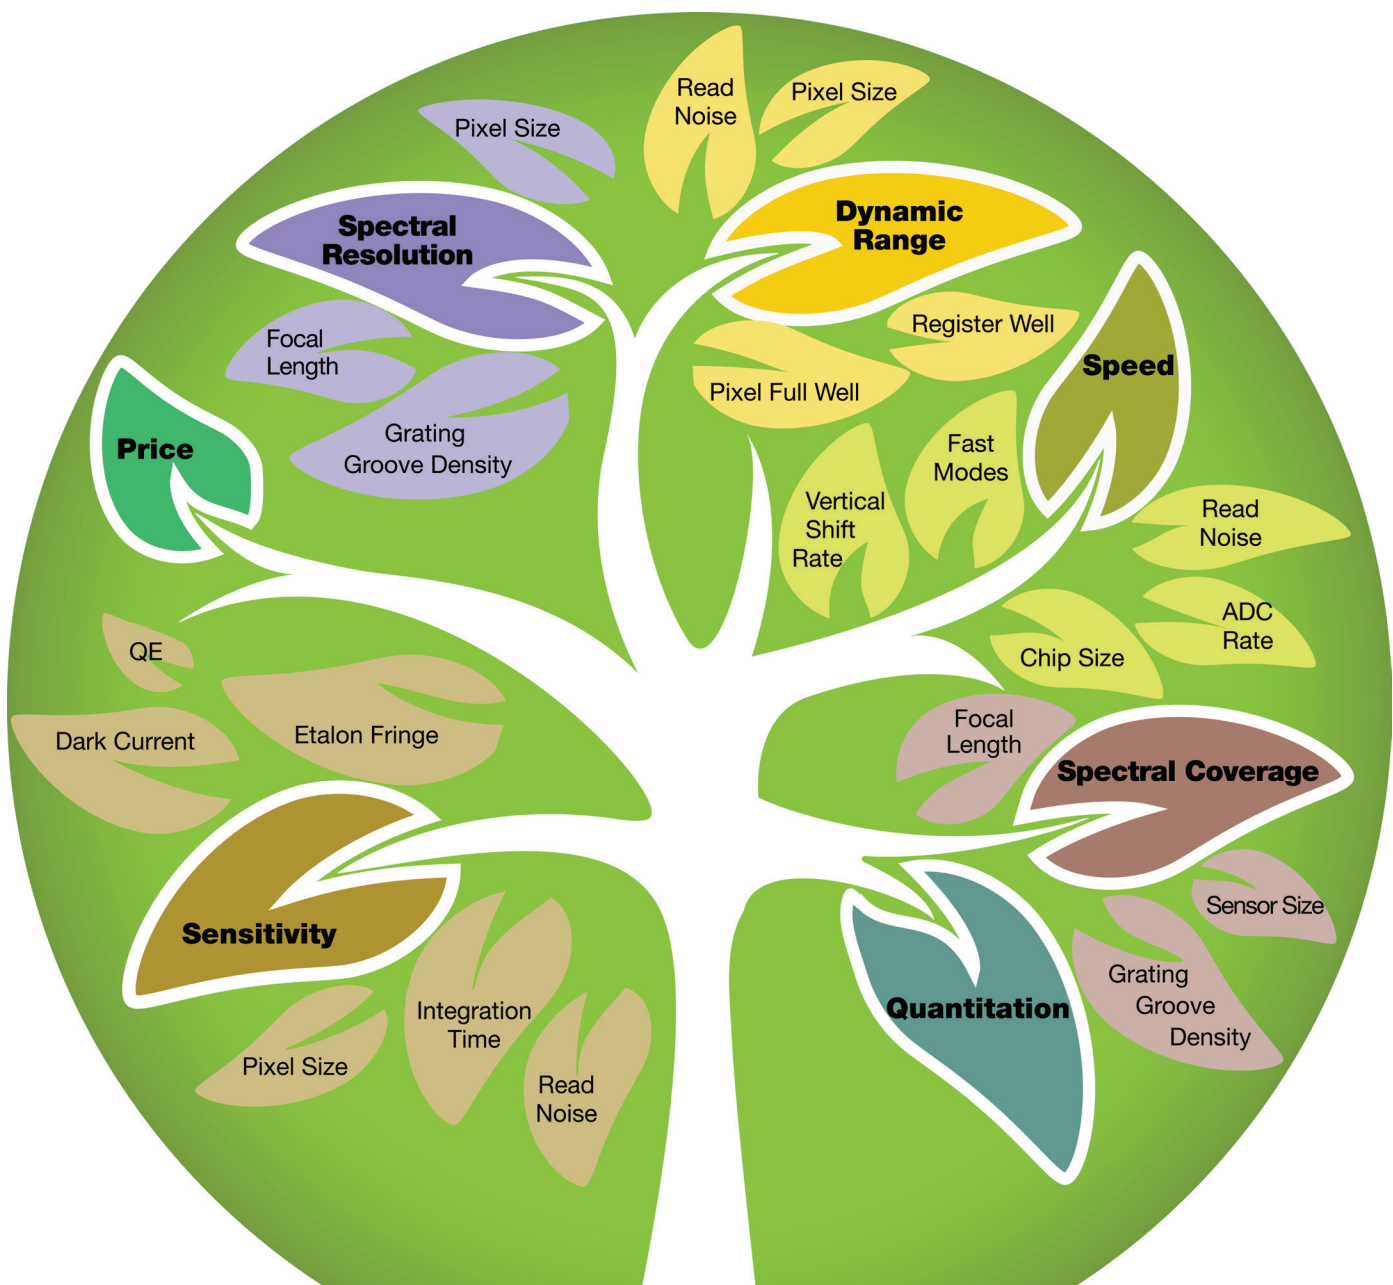 Read
Noise
Pixel Size
Pixel Size
Spectral
Resolution
Dynamic
Range
Focal
Length
Register Well
Pixel Full Well
Speed
Price
Grating
Groove Density
Fast
Modes
Vertical
Shift
Rate
Read
Noise
ADC
Rate
Chip Size
QE
Dark Current
Etalon Fringe
Focal
Length
Spectral Coverage
Sensitivity
Sensor Size
Grating
Groove
Density
Quantitation
Integration
Time
Pixel Size
Read
Noise